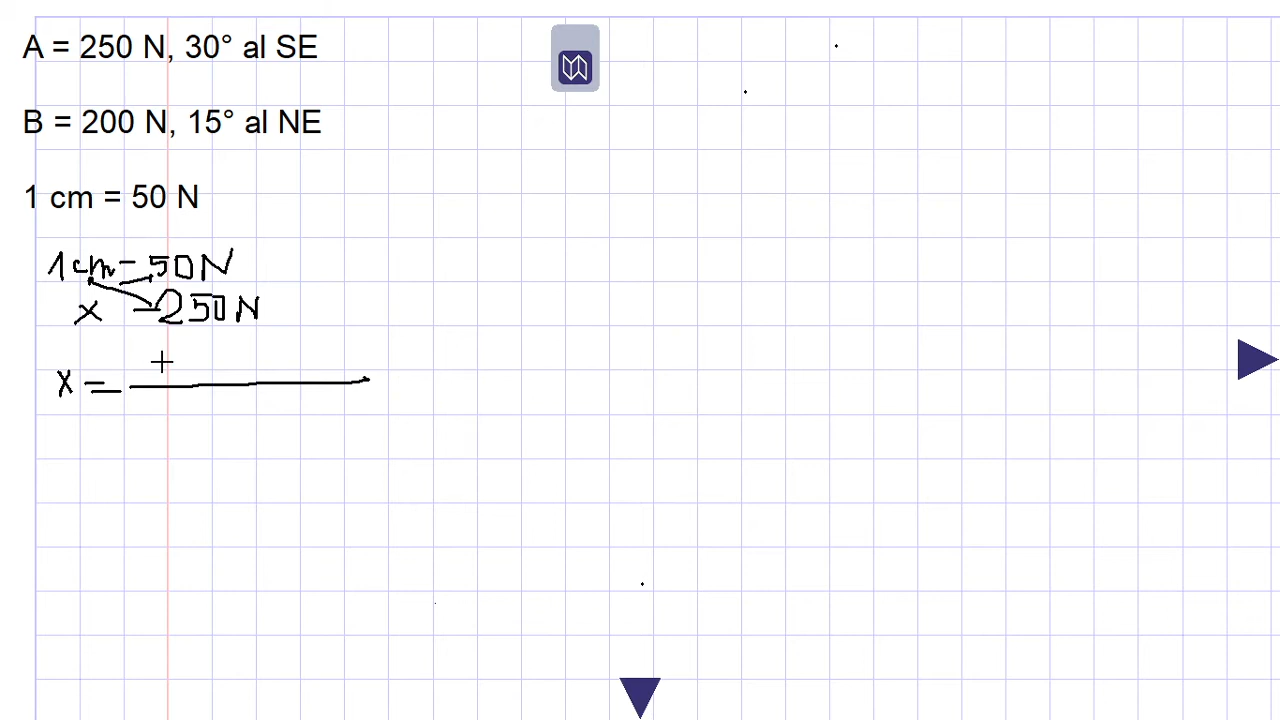 A = 250 N, 30° al SE
B = 200 N, 15° al NE
1 cm = 50 N
1cm - 50N
x - 250N
x =